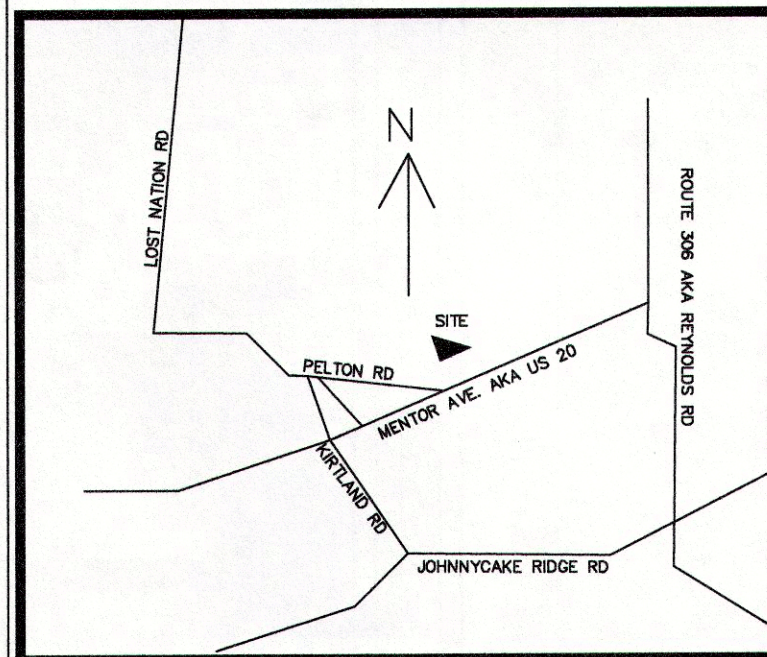 N
LOST NATION RD
ROUTE 306 AKA REYNOLDS RD
SITE
PELTON RD
MENTOR AVE. AKA US 20
KIRTLAND RD
JOHNNYCAKE RIDGE RD